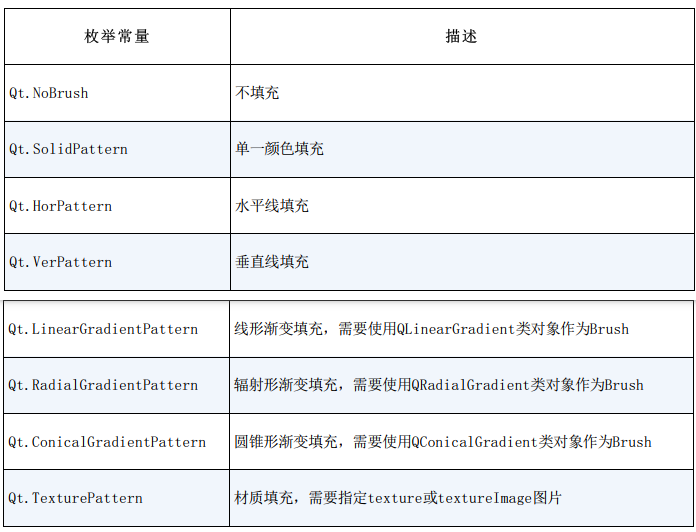 枚举常量 描述
Qt.NoBrush 不填充
Qt.SolidPattern 单一颜色填充
Qt.HorPattern 水平线填充
Qt.VerPattern 垂直线填充
Qt.LinearGradientPattern 线形渐变填充，需要使用QLinearGradient类对象作为Brush
Qt.RadialGradientPattern 辐射形渐变填充，需要使用QRadialGradient类对象作为Brush
Qt.ConicalGradientPattern 圆锥形渐变填充，需要使用QConicalGradient类对象作为Brush
Qt.TexturePattern 材质填充，需要指定texture或textureImage图片